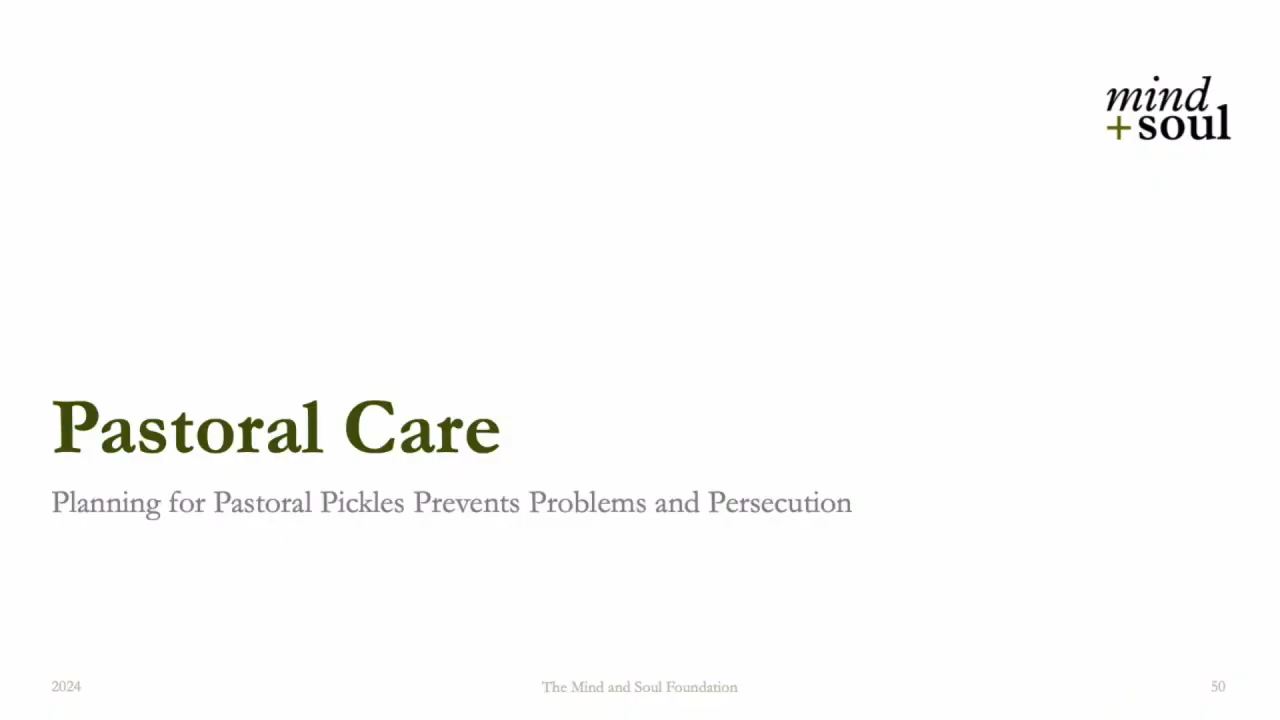 mind
+soul
Pastoral Care
Planning for Pastoral Pickles Prevents Problems and Persecution
2024
The Mind and Soul Foundation
50